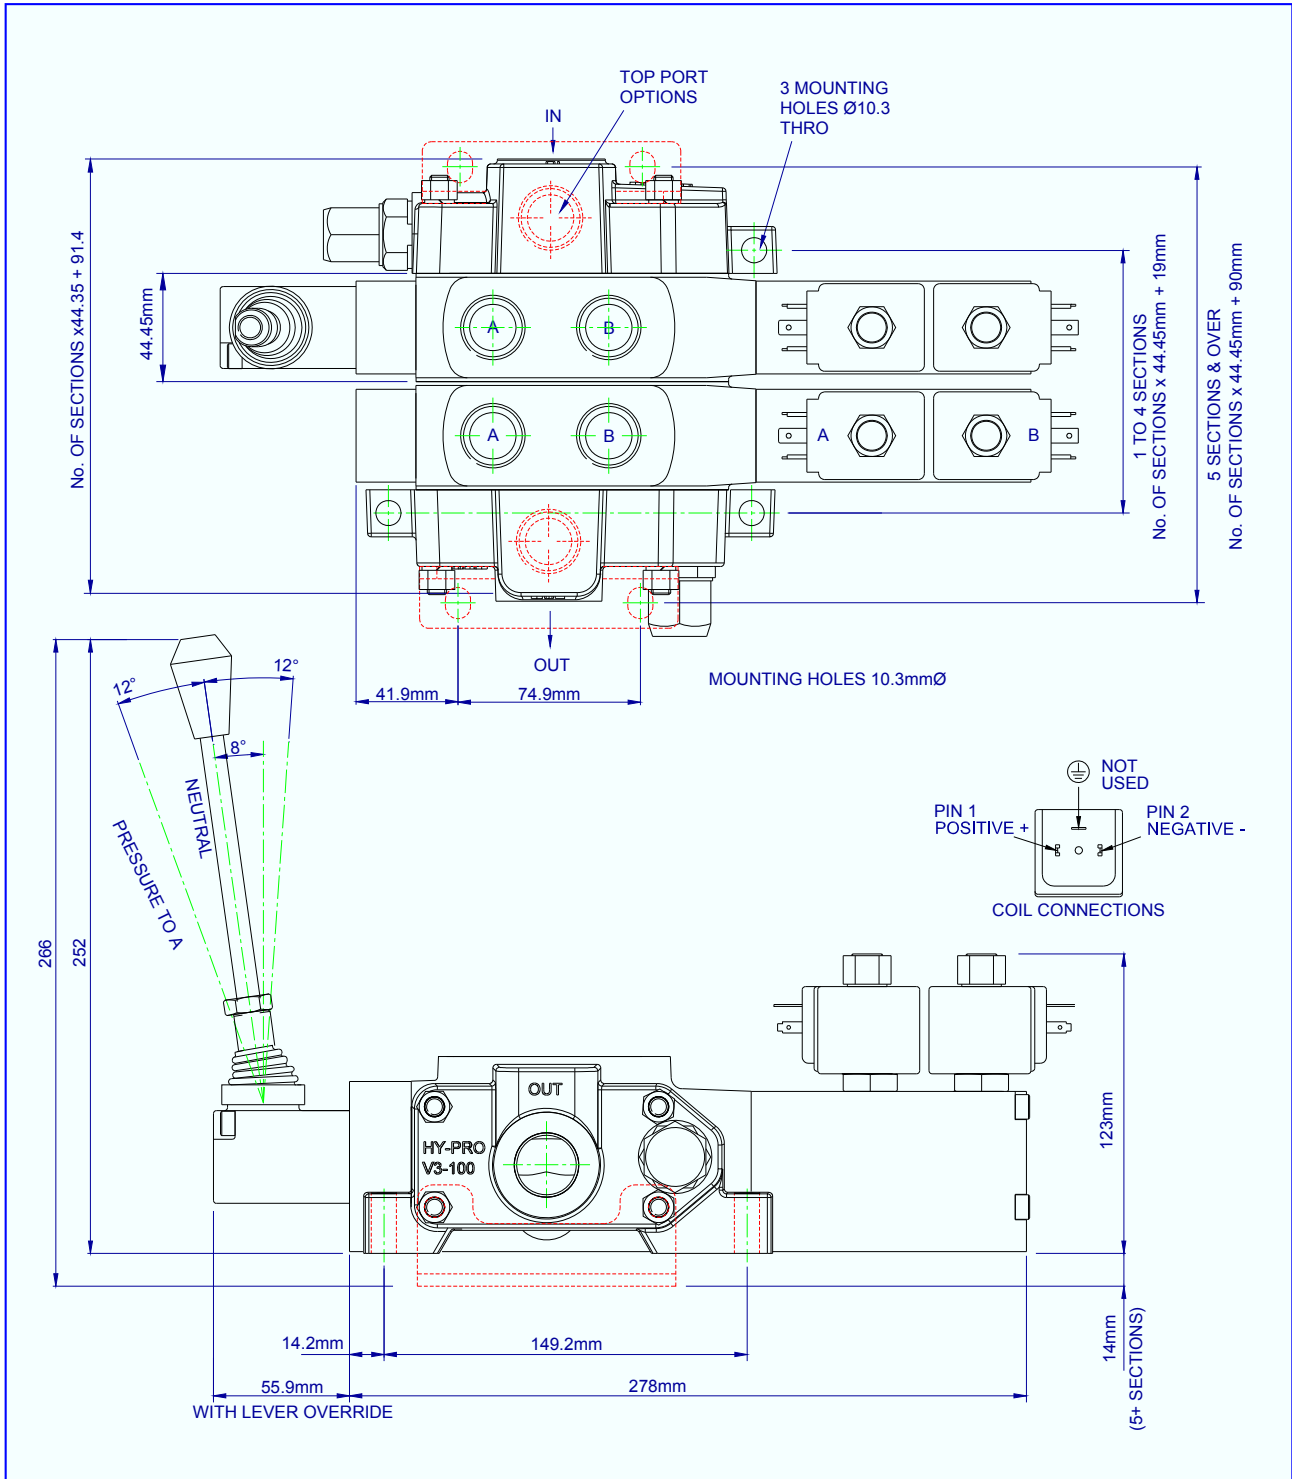 TOP PORT
OPTIONS
3 MOUNTING
HOLES Ø10.3
THRO
IN
No. OF SECTIONS x44.35 + 91.4
44.45mm
A
B
A
B
A
B
1 TO 4 SECTIONS
No. OF SECTIONS x 44.45mm + 19mm
5 SECTIONS & OVER
No. OF SECTIONS x 44.45mm + 90mm
OUT
41.9mm
74.9mm
MOUNTING HOLES 10.3mmØ
12°
12°
8°
NEUTRAL
PRESSURE TO A
266
252
NOT
USED
PIN 1
POSITIVE +
PIN 2
NEGATIVE -
COIL CONNECTIONS
OUT
HY-PRO
V3-100
123mm
14mm
(5+ SECTIONS)
14.2mm
149.2mm
55.9mm
278mm
WITH LEVER OVERRIDE